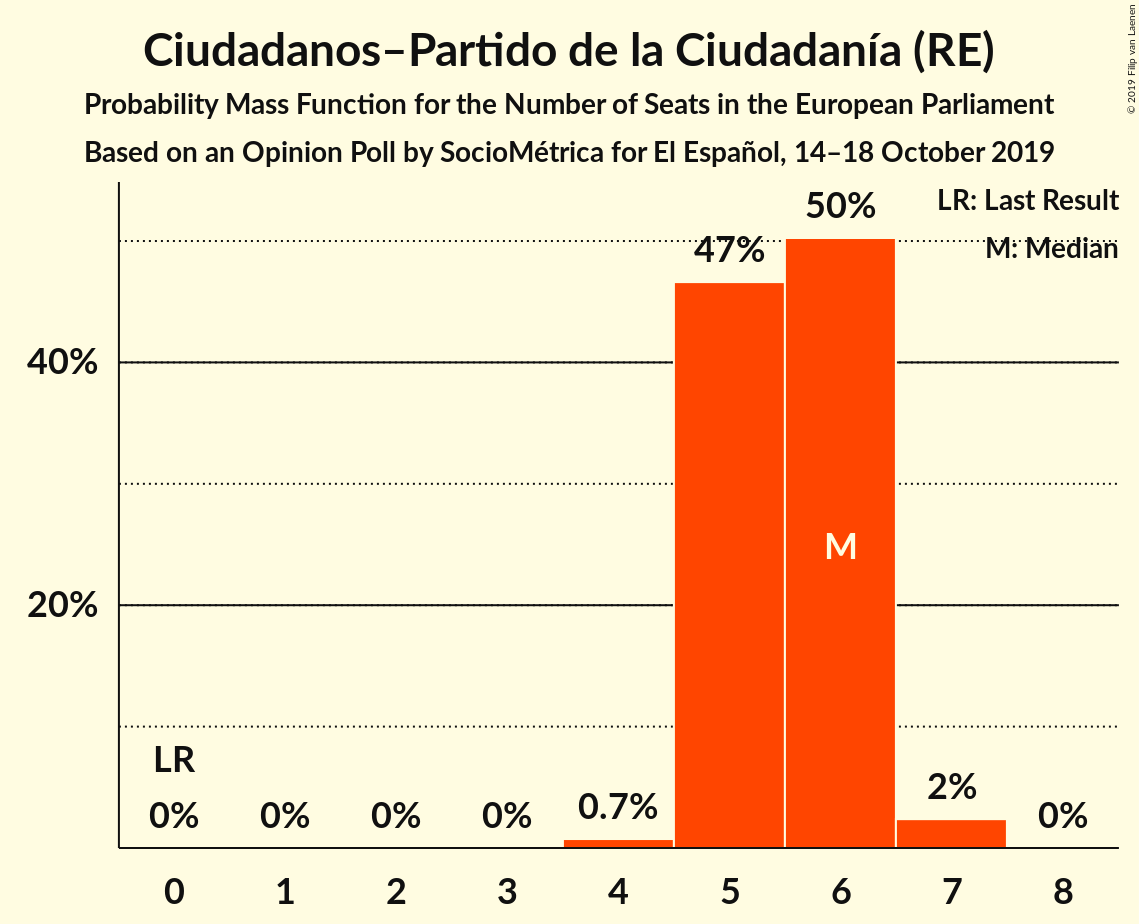 Ciudadanos–Partido de la Ciudadanía (RE)
Probability Mass Function for the Number of Seats in the European Parliament
Based on an Opinion Poll by SocioMétrica for El Español, 14–18 October 2019
© 2019 Filip van Laenen
LR: Last Result
M: Median
50%
47%
40%
20%
M
LR
0% 0% 0% 0% 0.7% 2% 0%
0 1 2 3 4 5 6 7 8